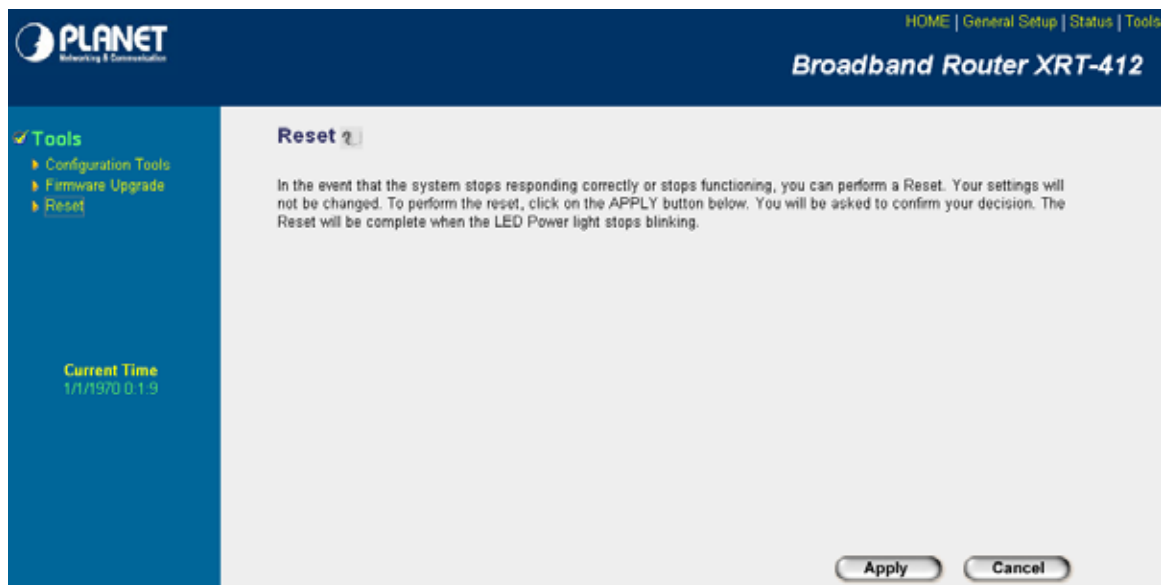 PLANET
Networking & Communication
HOME | General Setup | Status | Tools
Broadband Router XRT-412
Tools
Configuration Tools
Firmware Upgrade
Reset
Current Time
1/1/1970 0:1:9
Reset
In the event that the system stops responding correctly or stops functioning, you can perform a Reset. Your settings will
not be changed. To perform the reset, click on the APPLY button below. You will be asked to confirm your decision. The
Reset will be complete when the LED Power light stops blinking.
Apply
Cancel